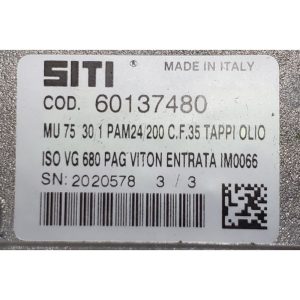 SITI ® MADE IN ITALY
COD. 60137480
MU 75 30 1 PAM24 200 C.F.35 TAPPI OLIO
ISO VG 680 PAG VITON ENTRATA IM0066
SN: 2020578 3 / 3